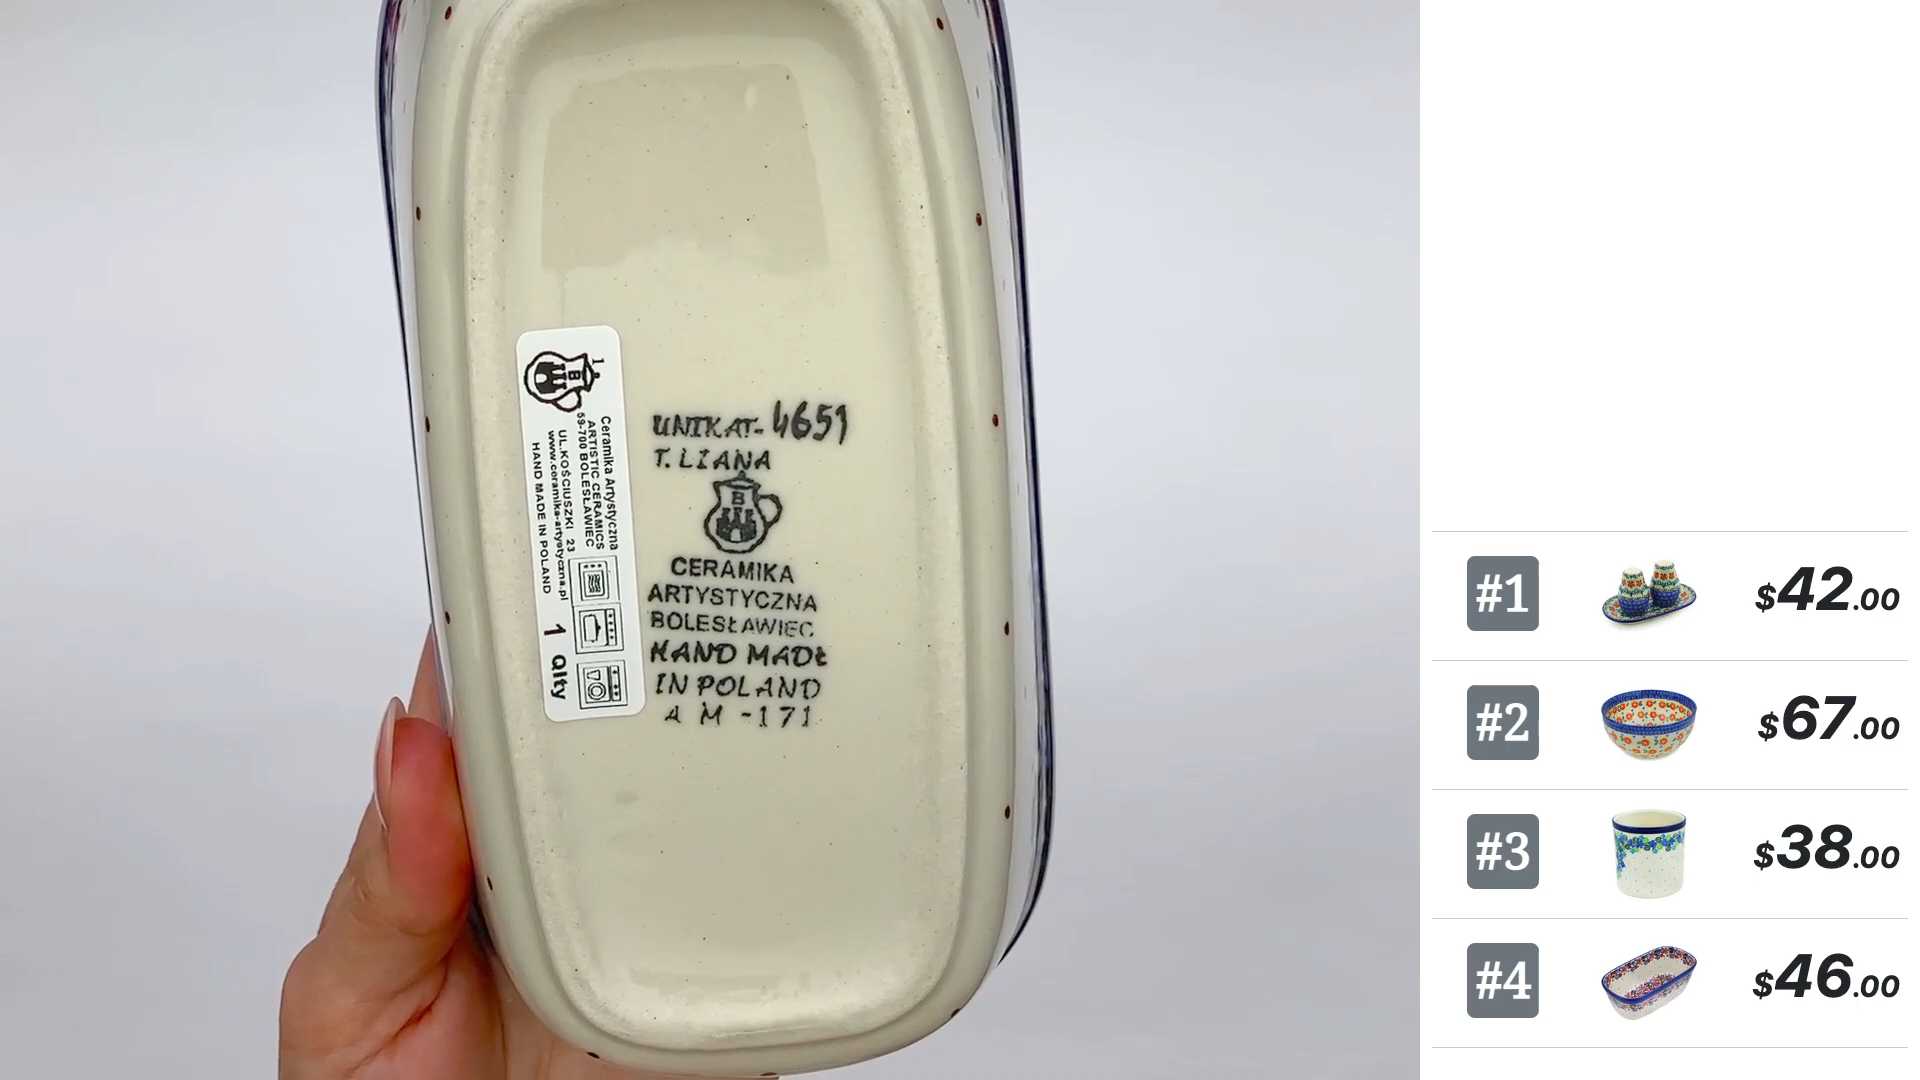 UNIKAT-4651
T. LIANA
B
CERAMIKA
ARTYSTYCZNA
BOLESŁAWIEC
HAND MADE
IN POLAND
A M -171
1
B
Ceramika Artystyczna
ARTISTIC CERAMICS
59-700 BOLESŁAWIEC
UL.KOŚCIUSZKI 23
www.ceramika-artystyczna.pl
HAND MADE IN POLAND
1 Qlty
#1 $42.00
#2 $67.00
#3 $38.00
#4 $46.00